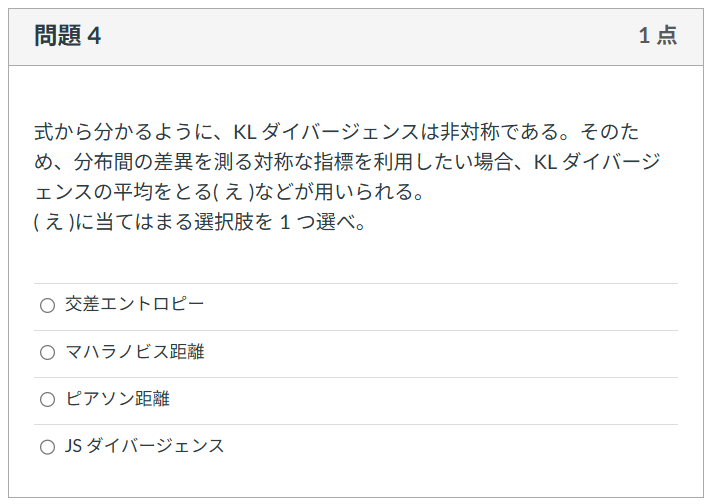 問題 4
1 点
式から分かるように、KL ダイバージェンスは非対称である。そのた
め、分布間の差異を測る対称な指標を利用したい場合、KL ダイバージ
ェンスの平均をとる( え )などが用いられる。
( え )に当てはまる選択肢を 1 つ選べ。
交差エントロピー
マハラノビス距離
ピアソン距離
JS ダイバージェンス